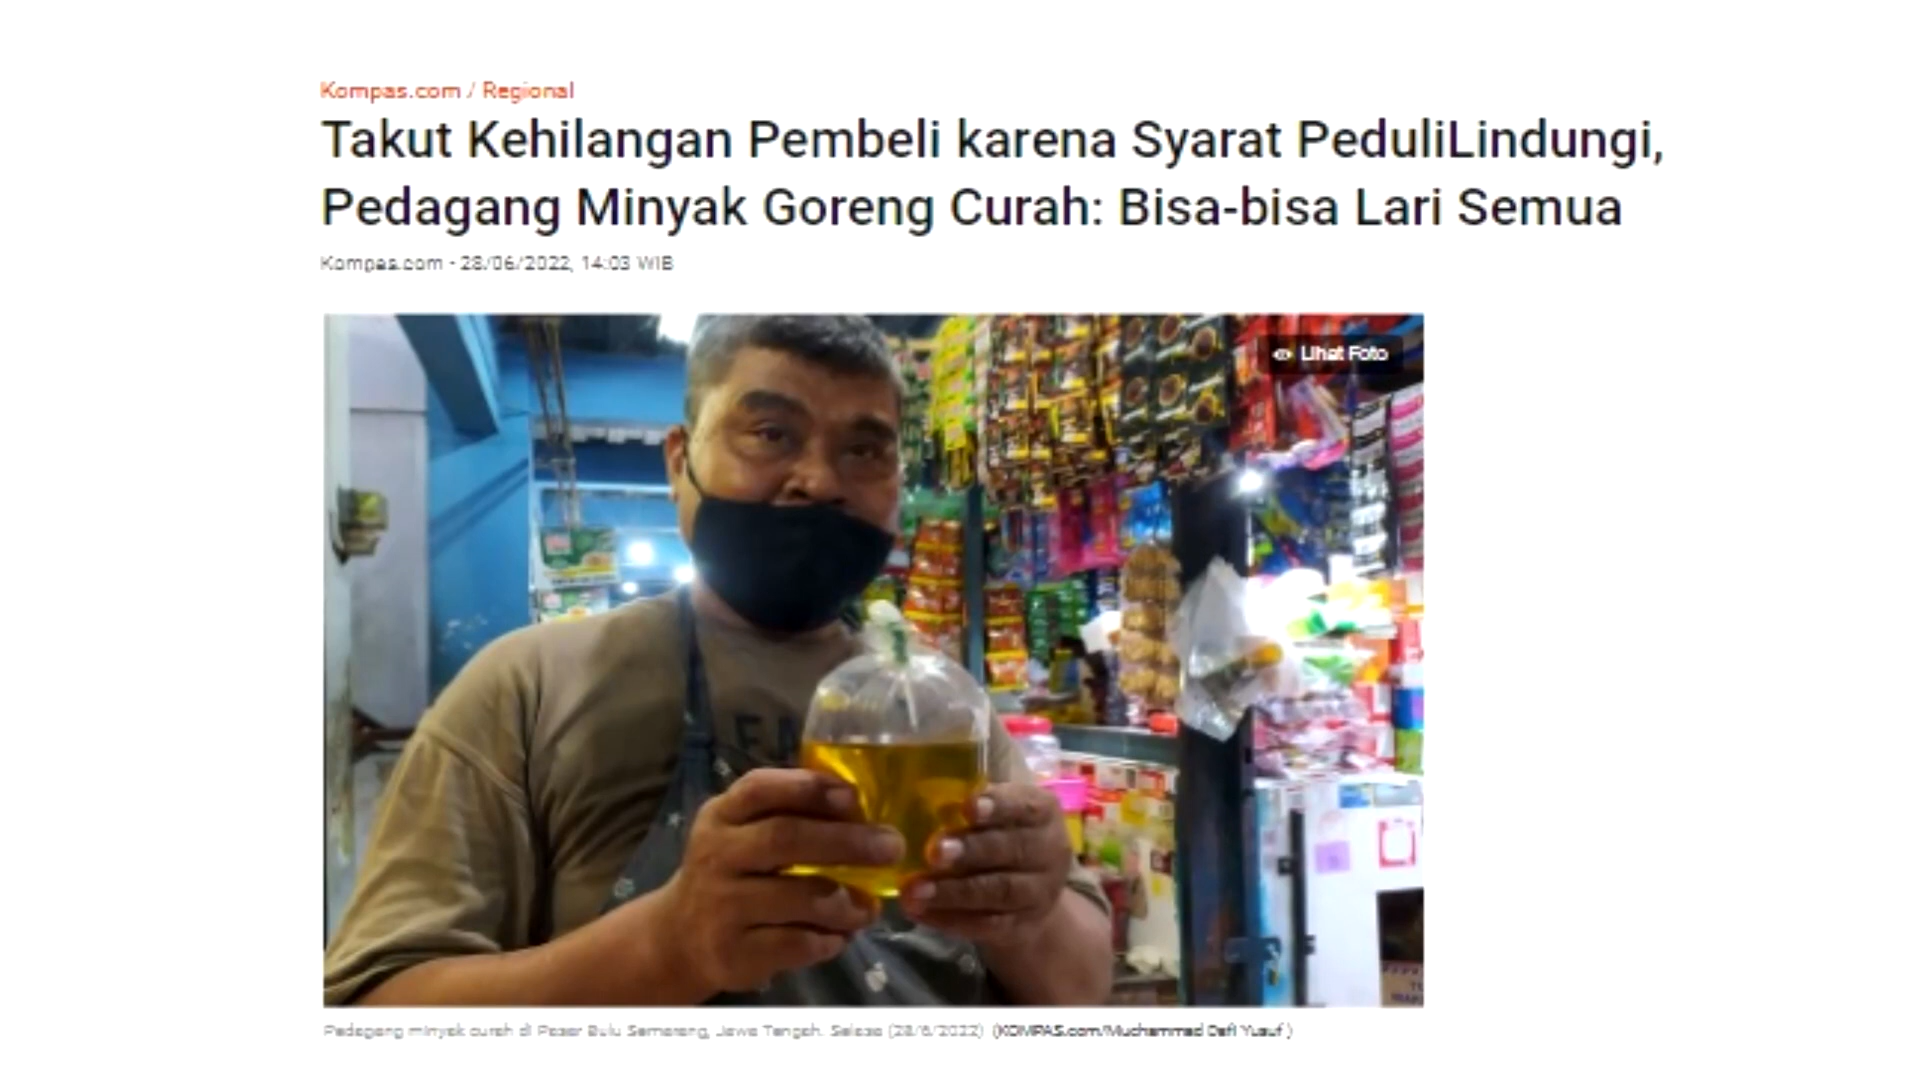 Kompas.com / Regional
Takut Kehilangan Pembeli karena Syarat PeduliLindungi,
Pedagang Minyak Goreng Curah: Bisa-bisa Lari Semua
Kompas.com - 28/06/2022, 14:03 WIB
Lihat Foto
Pedagang minyak curah di Pasar Bulu Semarang, Jawa Tengah. Selasa (28/6/2022) (KOMPAS.com/Muchammad Dafi Yusuf )